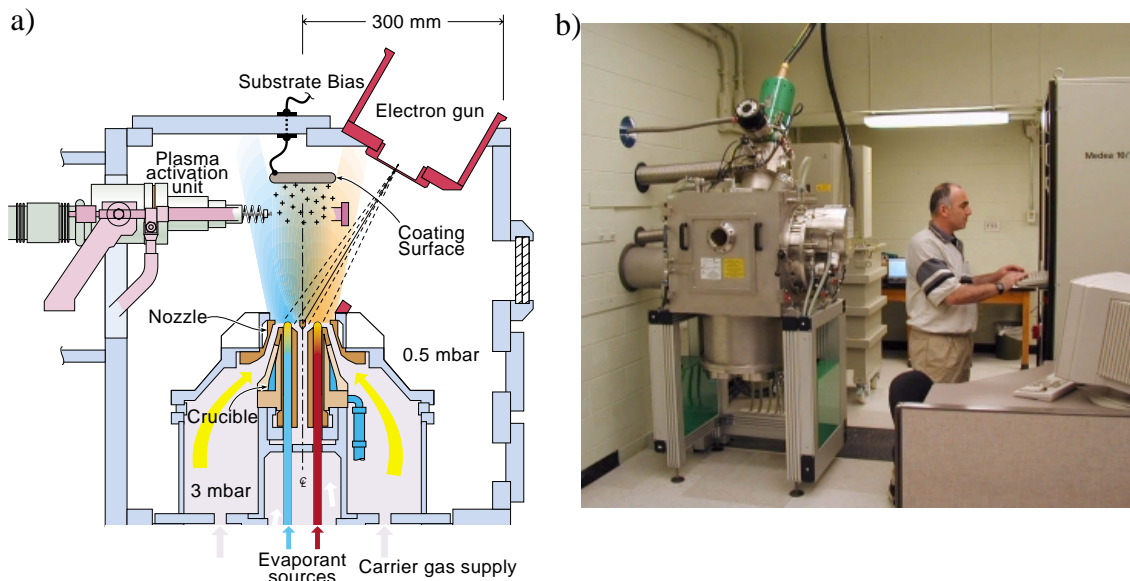 a)
300 mm
b)
Substrate Bias
Electron gun
Plasma
activation
unit
Coating
Surface
Nozzle
0.5 mbar
Crucible
3 mbar
℄
Evaporant
sources
Carrier gas supply
Medea 10/